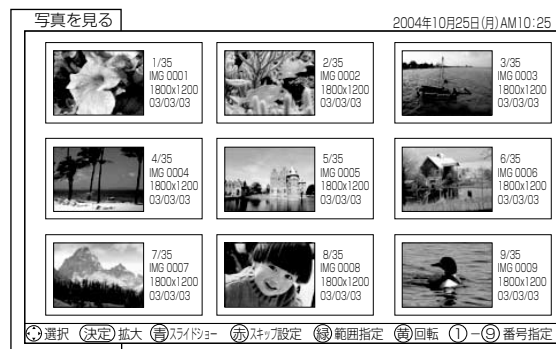 写真を見る
2004年10月25日(月)AM10:25
1/35
IMG 0001
1800x1200
03/03/03
2/35
IMG 0002
1800x1200
03/03/03
3/35
IMG 0003
1800x1200
03/03/03
4/35
IMG 0004
1800x1200
03/03/03
5/35
IMG 0005
1800x1200
03/03/03
6/35
IMG 0006
1800x1200
03/03/03
7/35
IMG 0007
1800x1200
03/03/03
8/35
IMG 0008
1800x1200
03/03/03
9/35
IMG 0009
1800x1200
03/03/03
選択 決定 拡大 青 スライドショー 赤 スキップ設定 緑 範囲指定 黄 回転 ①-⑨ 番号指定